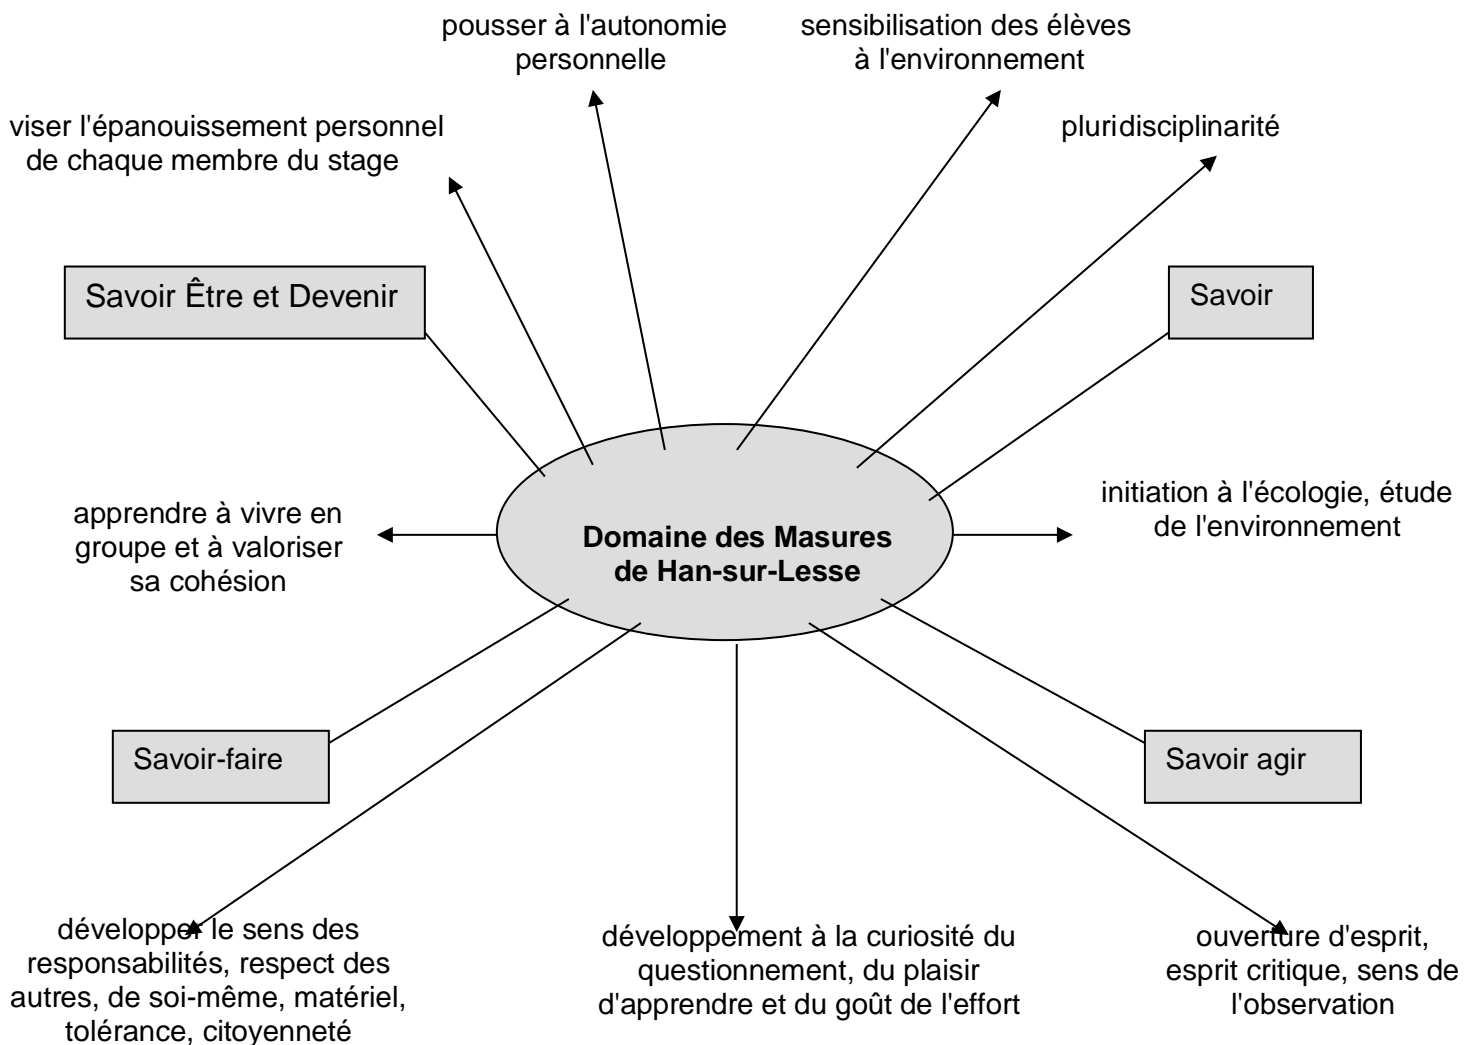 pousser à l'autonomie
personnelle
sensibilisation des élèves
à l'environnement
viser l'épanouissement personnel
de chaque membre du stage
pluridisciplinarité
Savoir Être et Devenir
Savoir
apprendre à vivre en
groupe et à valoriser
sa cohésion
Domaine des Masures
de Han-sur-Lesse
initiation à l'écologie, étude
de l'environnement
Savoir-faire
Savoir agir
développer le sens des
responsabilités, respect des
autres, de soi-même, matériel,
tolérance, citoyenneté
développement à la curiosité du
questionnement, du plaisir
d'apprendre et du goût de l'effort
ouverture d'esprit,
esprit critique, sens de
l'observation